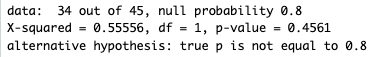 data:  34 out of 45, null probability 0.8
X-squared = 0.55556, df = 1, p-value = 0.4561
alternative hypothesis: true p is not equal to 0.8